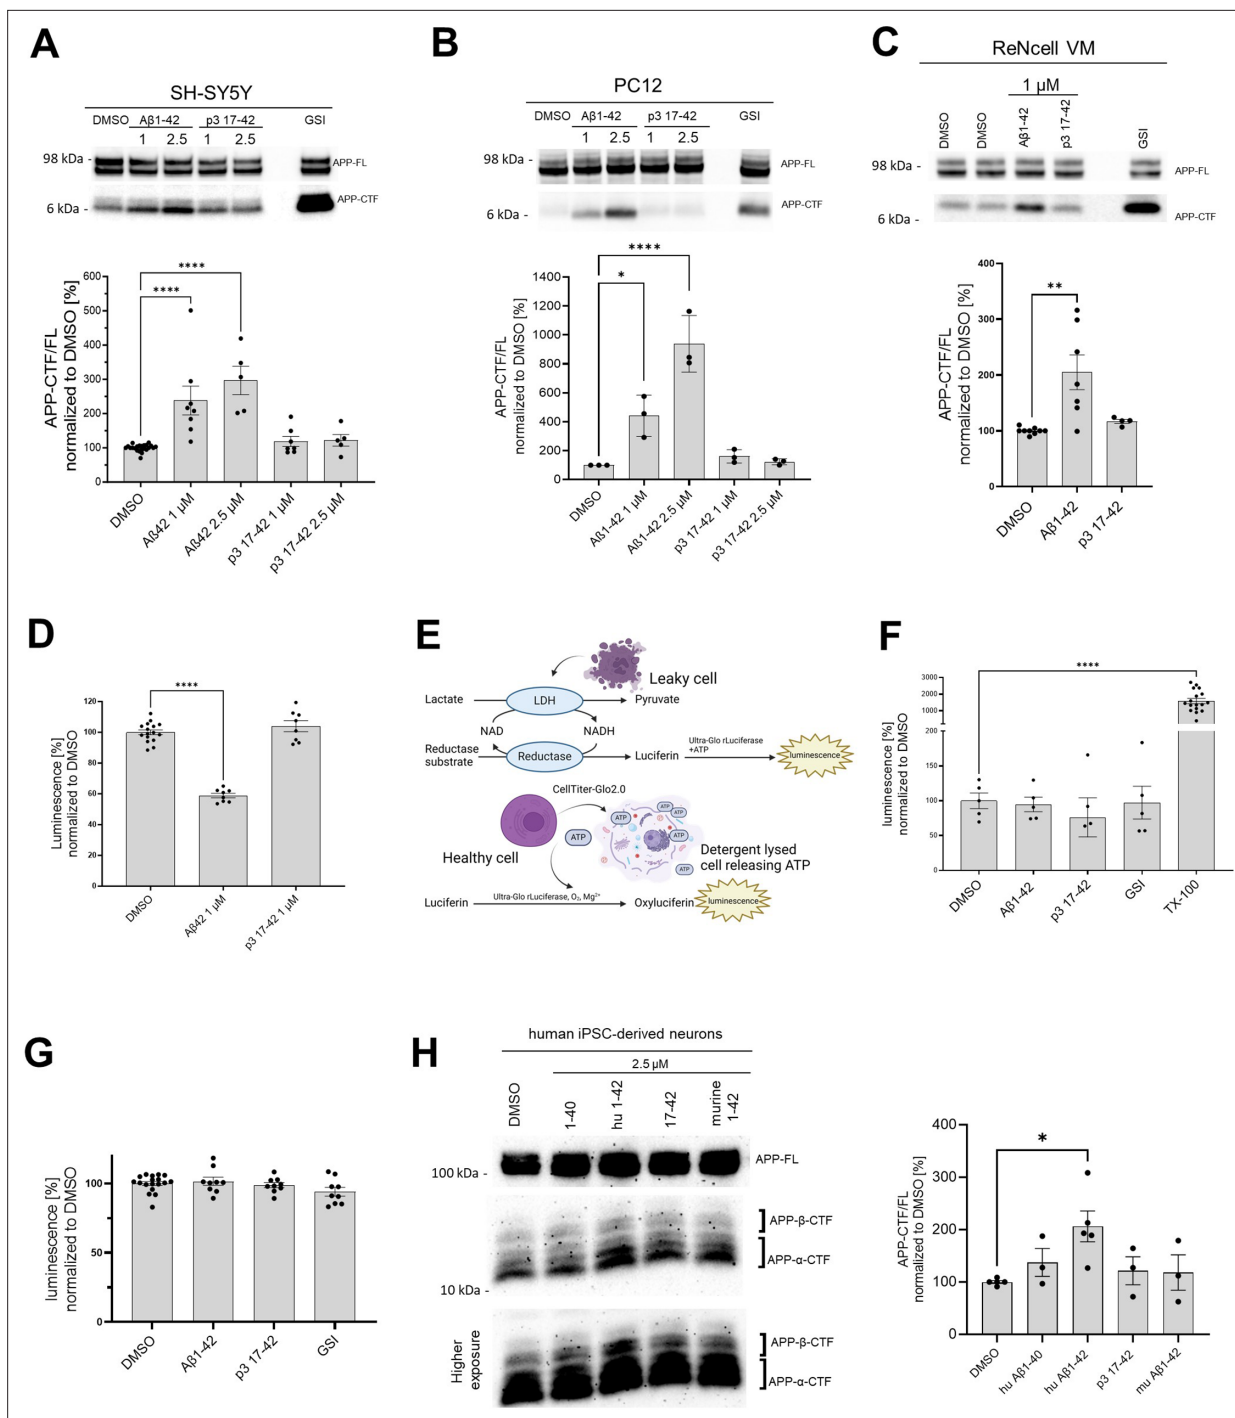 A
SH-SY5Y
DMSO Aβ1-42 p3 17-42 GSI
1 2.5 1 2.5
98 kDa - APP-FL
6 kDa - APP-CTF
APP-CTF/FL
normalized to DMSO [%]
600
500
400
300
200
100
0
**** ****
DMSO
Aß42 1 µM
Aß42 2.5 µM
p3 17-42 1 µM
p3 17-42 2.5 µM
B
PC12
DMSO Aβ1-42 p3 17-42 GSI
1 2.5 1 2.5
98 kDa - APP-FL
6 kDa - APP-CTF
APP-CTF/FL
normalized to DMSO [%]
1400
1200
1000
800
600
400
200
0
* ****
DMSO
Aβ1-42 1 µM
Aβ1-42 2.5 µM
p3 17-42 1 µM
p3 17-42 2.5 µM
C
ReNcell VM
1 µM
DMSO
DMSO
Aβ1-42
p3 17-42
GSI
98 kDa - APP-FL
6 kDa - APP-CTF
APP-CTF/FL
normalized to DMSO [%]
400
300
200
100
0
**
DMSO
Aβ1-42
p3 17-42
D
Luminescence [%]
normalized to DMSO
120
100
80
60
40
20
0
****
DMSO
Aβ42 1 µM
p3 17-42 1 µM
E
Leaky cell
Lactate LDH Pyruvate
NAD NADH
Reductase
substrate
Reductase
Luciferin
Ultra-Glo rLuciferase
+ATP
luminescence
CellTiter-Glo2.0
ATP
ATP
ATP
ATP
ATP
ATP
Healthy cell
Detergent lysed
cell releasing ATP
Luciferin Ultra-Glo rLuciferase, O₂, Mg²⁺ Oxyluciferin luminescence
F
luminescence [%]
normalized to DMSO
3000
2000
1000
200
150
100
50
0
****
DMSO
Aβ1-42
p3 17-42
GSI
TX-100
G
luminescence [%]
normalized to DMSO
100
50
0
DMSO
Aβ1-42
p3 17-42
GSI
H
human iPSC-derived neurons
2.5 µM
DMSO
1-40
hu 1-42
17-42
murine
1-42
100 kDa - APP-FL
APP-β-CTF
APP-α-CTF
10 kDa -
Higher
exposure
APP-β-CTF
APP-α-CTF
APP-CTF/FL
normalized to DMSO [%]
400
300
200
100
0
*
DMSO
hu Aβ1-40
hu Aβ1-42
p3 17-42
mu Aβ1-42